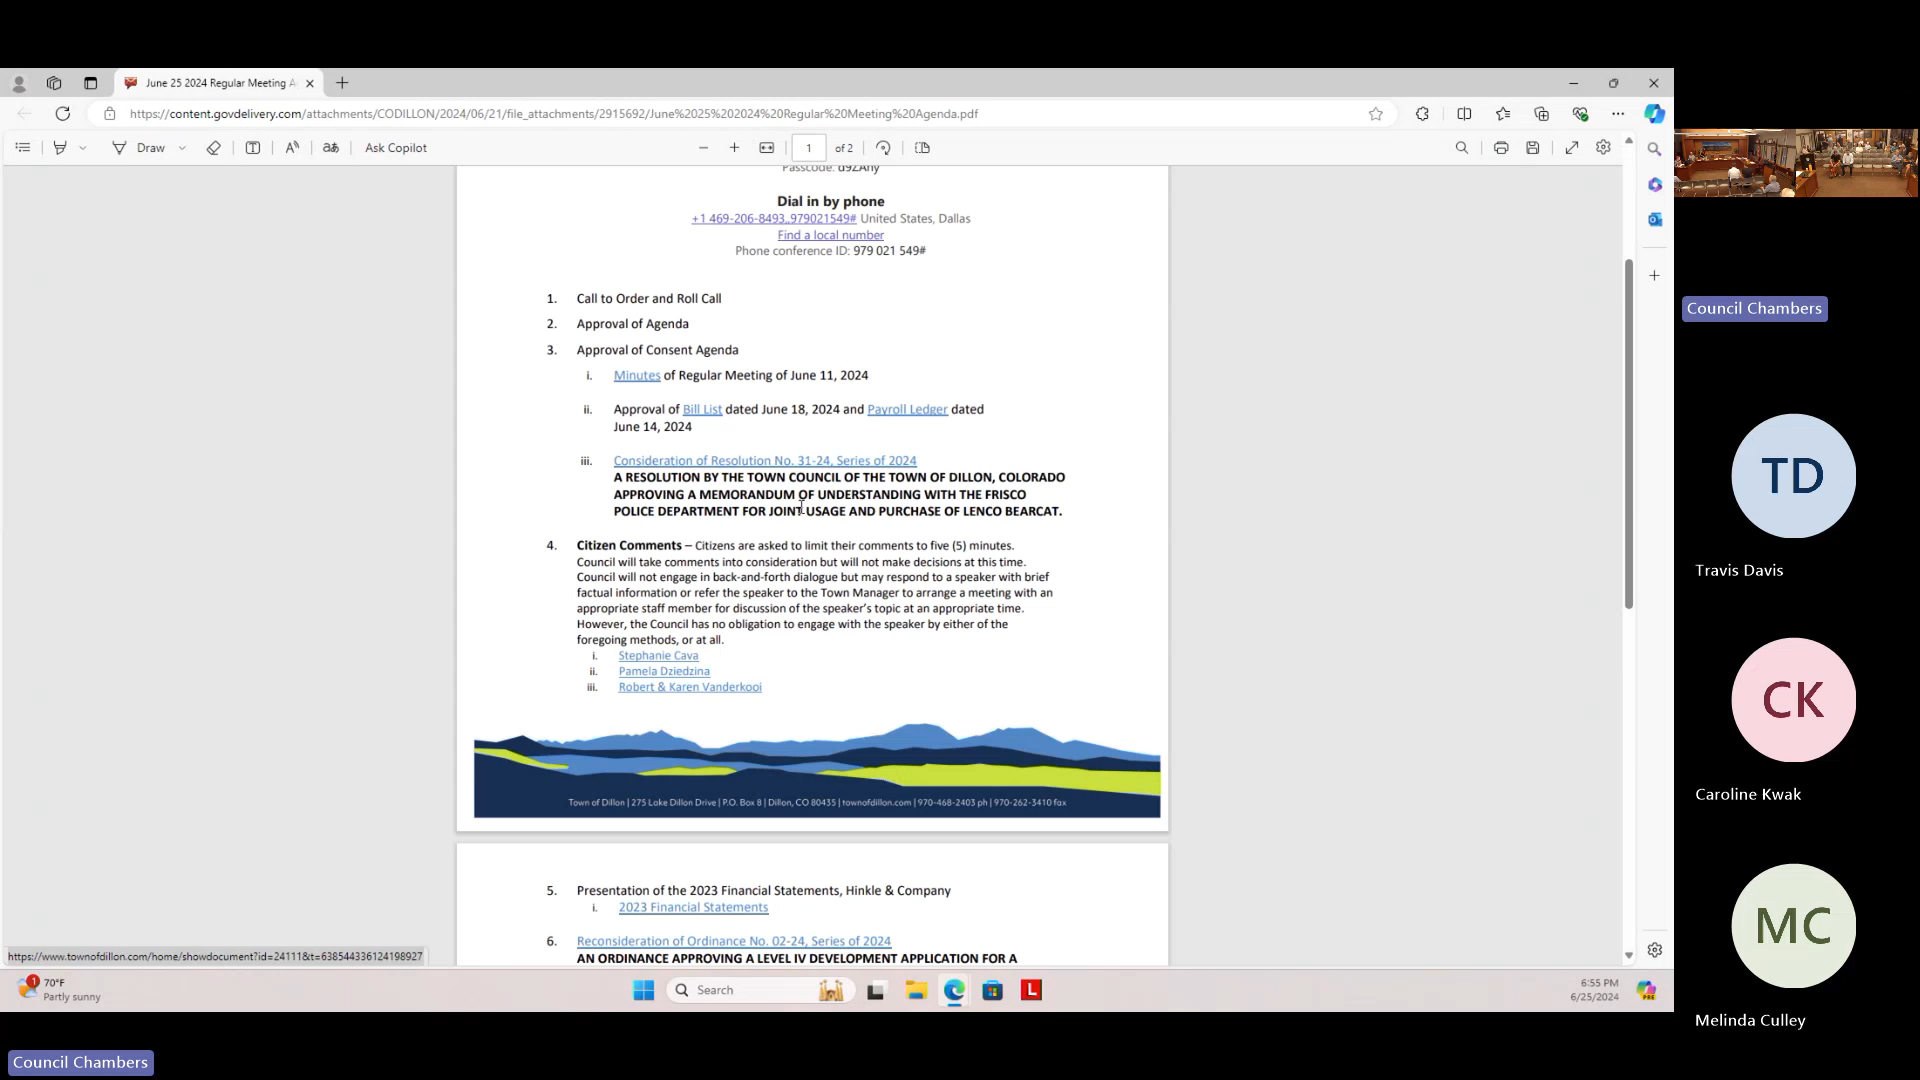 June 25 2024 Regular Meeting A
https://content.govdelivery.com/attachments/CODILLON/2024/06/21/file_attachments/2915692/June%2025%202024%20Regular%20Meeting%20Agenda.pdf
Draw
Ask Copilot
1
of 2
Passcode: d9ZAny
Dial in by phone
+1 469-206-8493,,979021549# United States, Dallas
Find a local number
Phone conference ID: 979 021 549#
1. Call to Order and Roll Call
2. Approval of Agenda
3. Approval of Consent Agenda
i. Minutes of Regular Meeting of June 11, 2024
ii. Approval of Bill List dated June 18, 2024 and Payroll Ledger dated
June 14, 2024
iii. Consideration of Resolution No. 31-24, Series of 2024
A RESOLUTION BY THE TOWN COUNCIL OF THE TOWN OF DILLON, COLORADO
APPROVING A MEMORANDUM OF UNDERSTANDING WITH THE FRISCO
POLICE DEPARTMENT FOR JOINT USAGE AND PURCHASE OF LENCO BEARCAT.
4. Citizen Comments – Citizens are asked to limit their comments to five (5) minutes.
Council will take comments into consideration but will not make decisions at this time.
Council will not engage in back-and-forth dialogue but may respond to a speaker with brief
factual information or refer the speaker to the Town Manager to arrange a meeting with an
appropriate staff member for discussion of the speaker's topic at an appropriate time.
However, the Council has no obligation to engage with the speaker by either of the
foregoing methods, or at all.
i. Stephanie Cava
ii. Pamela Dziedzina
iii. Robert & Karen Vanderkooi
Town of Dillon | 275 Lake Dillon Drive | P.O. Box 8 | Dillon, CO 80435 | townofdillon.com | 970-468-2403 ph | 970-262-3410 fax
5. Presentation of the 2023 Financial Statements, Hinkle & Company
i. 2023 Financial Statements
6. Reconsideration of Ordinance No. 02-24, Series of 2024
AN ORDINANCE APPROVING A LEVEL IV DEVELOPMENT APPLICATION FOR A
https://www.townofdillon.com/home/showdocument?id=24111&t=638544336124198927
1
70°F
Partly sunny
Search
L
6:55 PM
6/25/2024
PRE
Council Chambers
TD
Travis Davis
CK
Caroline Kwak
MC
Melinda Culley
Council Chambers